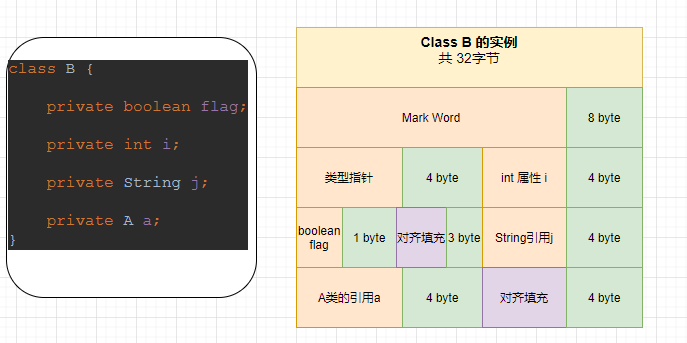 class B {
private boolean flag;
private int i;
private String j;
private A a;
}
Class B 的实例
共 32字节
Mark Word
8 byte
类型指针
4 byte
int 属性 i
4 byte
boolean
flag
1 byte
对齐填充
3 byte
String引用j
4 byte
A类的引用a
4 byte
对齐填充
4 byte